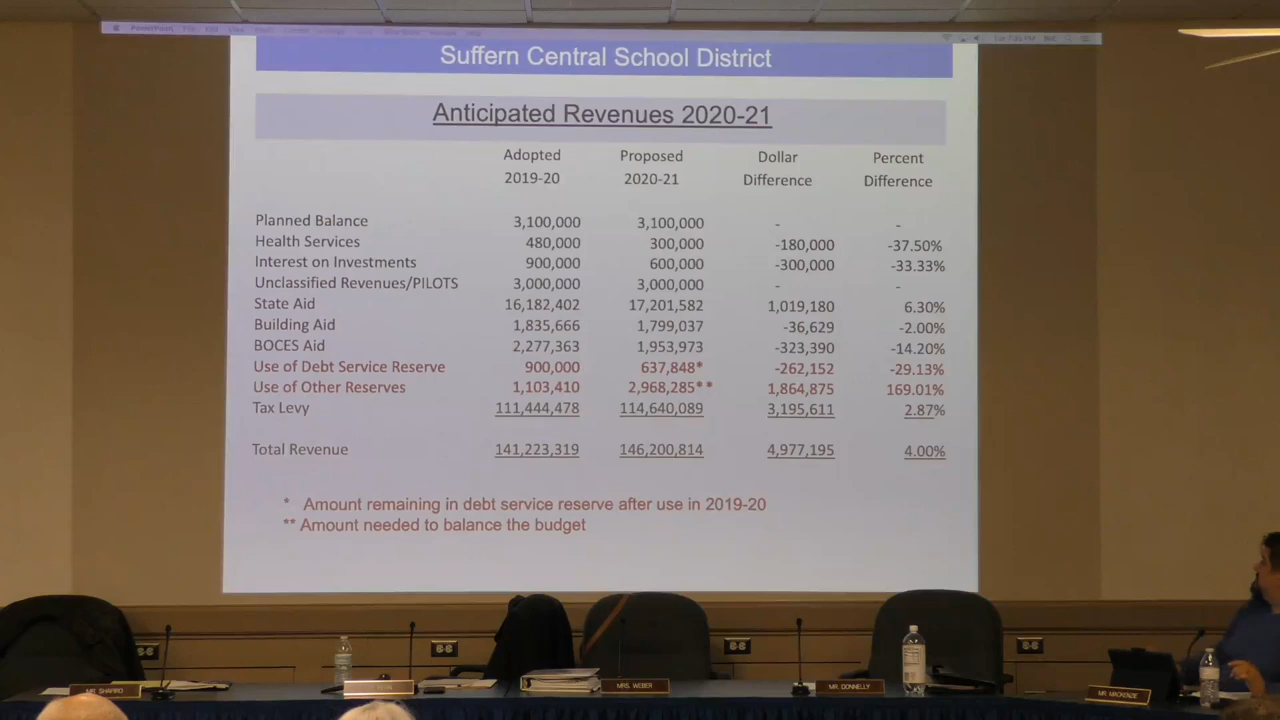 PowerPoint File Edit View
Suffern Central School District
Anticipated Revenues 2020-21
Adopted Proposed Dollar Percent
2019-20 2020-21 Difference Difference
Planned Balance 3,100,000 3,100,000 - -
Health Services 480,000 300,000 -180,000 -37.50%
Interest on Investments 900,000 600,000 -300,000 -33.33%
Unclassified Revenues/PILOTS 3,000,000 3,000,000 - -
State Aid 16,182,402 17,201,582 1,019,180 6.30%
Building Aid 1,835,666 1,799,037 -36,629 -2.00%
BOCES Aid 2,277,363 1,953,973 -323,390 -14.20%
Use of Debt Service Reserve 900,000 637,848* -262,152 -29.13%
Use of Other Reserves 1,103,410 2,968,285** 1,864,875 169.01%
Tax Levy 111,444,478 114,640,089 3,195,611 2.87%
Total Revenue 141,223,319 146,200,814 4,977,195 4.00%
* Amount remaining in debt service reserve after use in 2019-20
** Amount needed to balance the budget
MR. SHAPIRO
MRS. WEBER
MR. DONNELLY